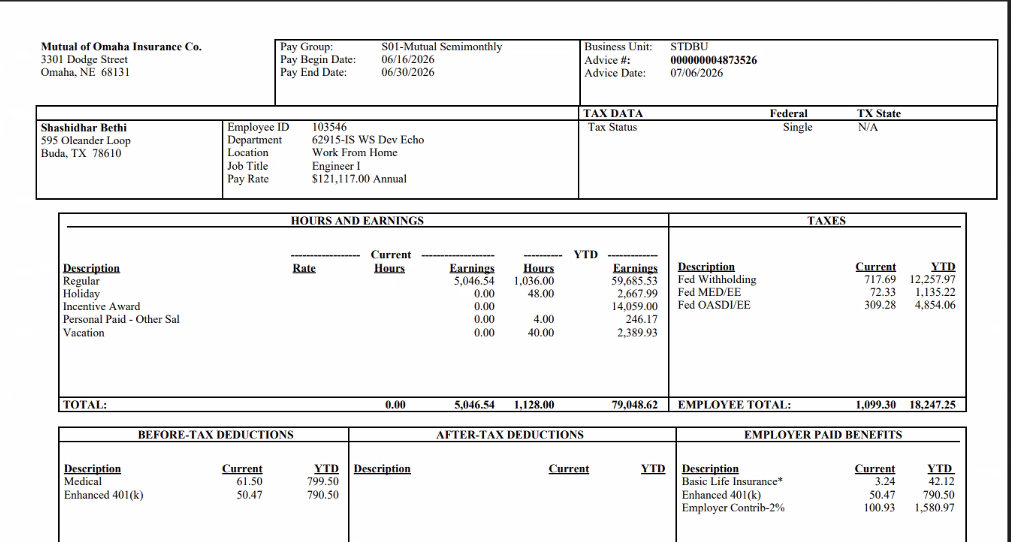 Mutual of Omaha Insurance Co.
3301 Dodge Street
Omaha, NE 68131
Pay Group: S01-Mutual Semimonthly
Pay Begin Date: 06/16/2026
Pay End Date: 06/30/2026
Business Unit: STDBU
Advice #: 000000004873526
Advice Date: 07/06/2026
Shashidhar Bethi
595 Oleander Loop
Buda, TX 78610
Employee ID 103546
Department 62915-IS WS Dev Echo
Location Work From Home
Job Title Engineer I
Pay Rate $121,117.00 Annual
TAX DATA Federal TX State
Tax Status Single N/A
HOURS AND EARNINGS
------------------ Current ------------------- ---------- YTD -------------
Description Rate Hours Earnings Hours Earnings
Regular 5,046.54 1,036.00 59,685.53
Holiday 0.00 48.00 2,667.99
Incentive Award 0.00 14,059.00
Personal Paid - Other Sal 0.00 4.00 246.17
Vacation 0.00 40.00 2,389.93
TOTAL: 0.00 5,046.54 1,128.00 79,048.62
TAXES
Description Current YTD
Fed Withholding 717.69 12,257.97
Fed MED/EE 72.33 1,135.22
Fed OASDI/EE 309.28 4,854.06
EMPLOYEE TOTAL: 1,099.30 18,247.25
BEFORE-TAX DEDUCTIONS
Description Current YTD
Medical 61.50 799.50
Enhanced 401(k) 50.47 790.50
AFTER-TAX DEDUCTIONS
Description Current YTD
EMPLOYER PAID BENEFITS
Description Current YTD
Basic Life Insurance* 3.24 42.12
Enhanced 401(k) 50.47 790.50
Employer Contrib-2% 100.93 1,580.97